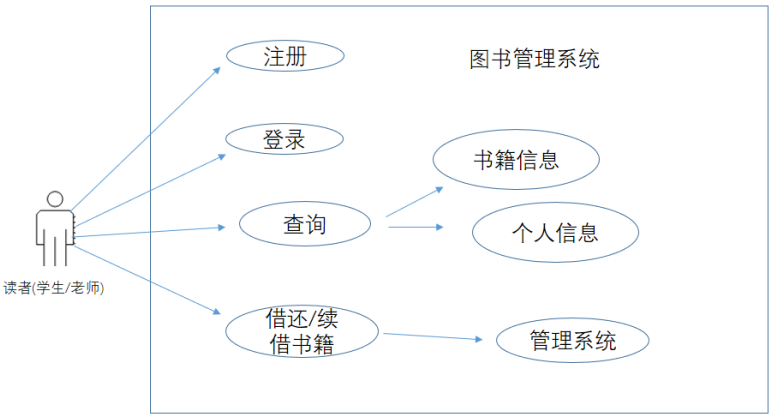 注册
图书管理系统
登录
书籍信息
查询
个人信息
读者(学生/老师)
借还/续
借书籍
管理系统